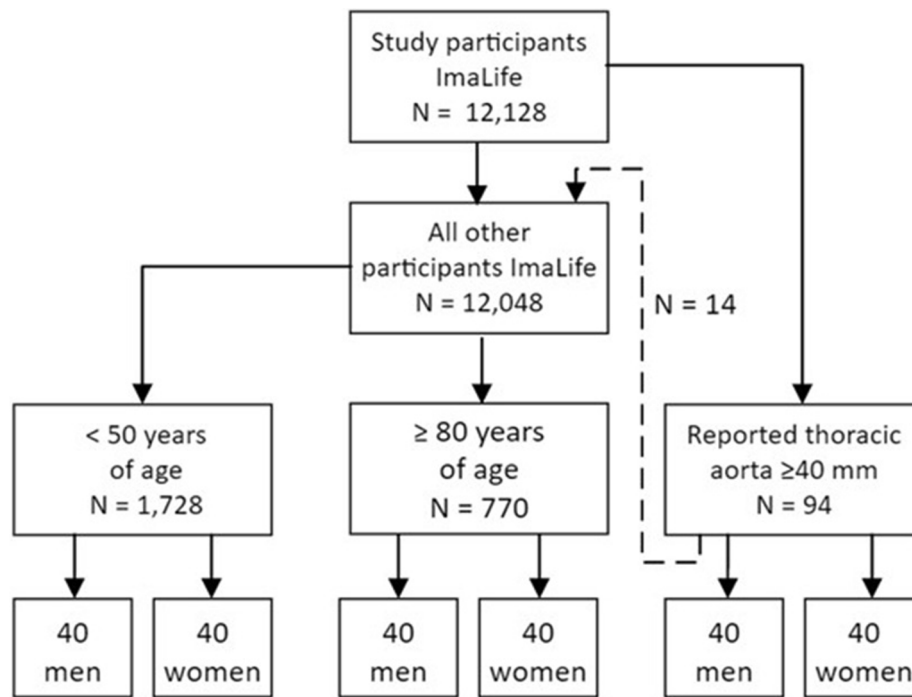 Study participants
ImaLife
N =  12,128
All other
participants ImaLife
N = 12,048
N = 14
< 50 years
of age
N = 1,728
≥ 80 years
of age
N = 770
Reported thoracic
aorta ≥40 mm
N = 94
40
men
40
women
40
men
40
women
40
men
40
women